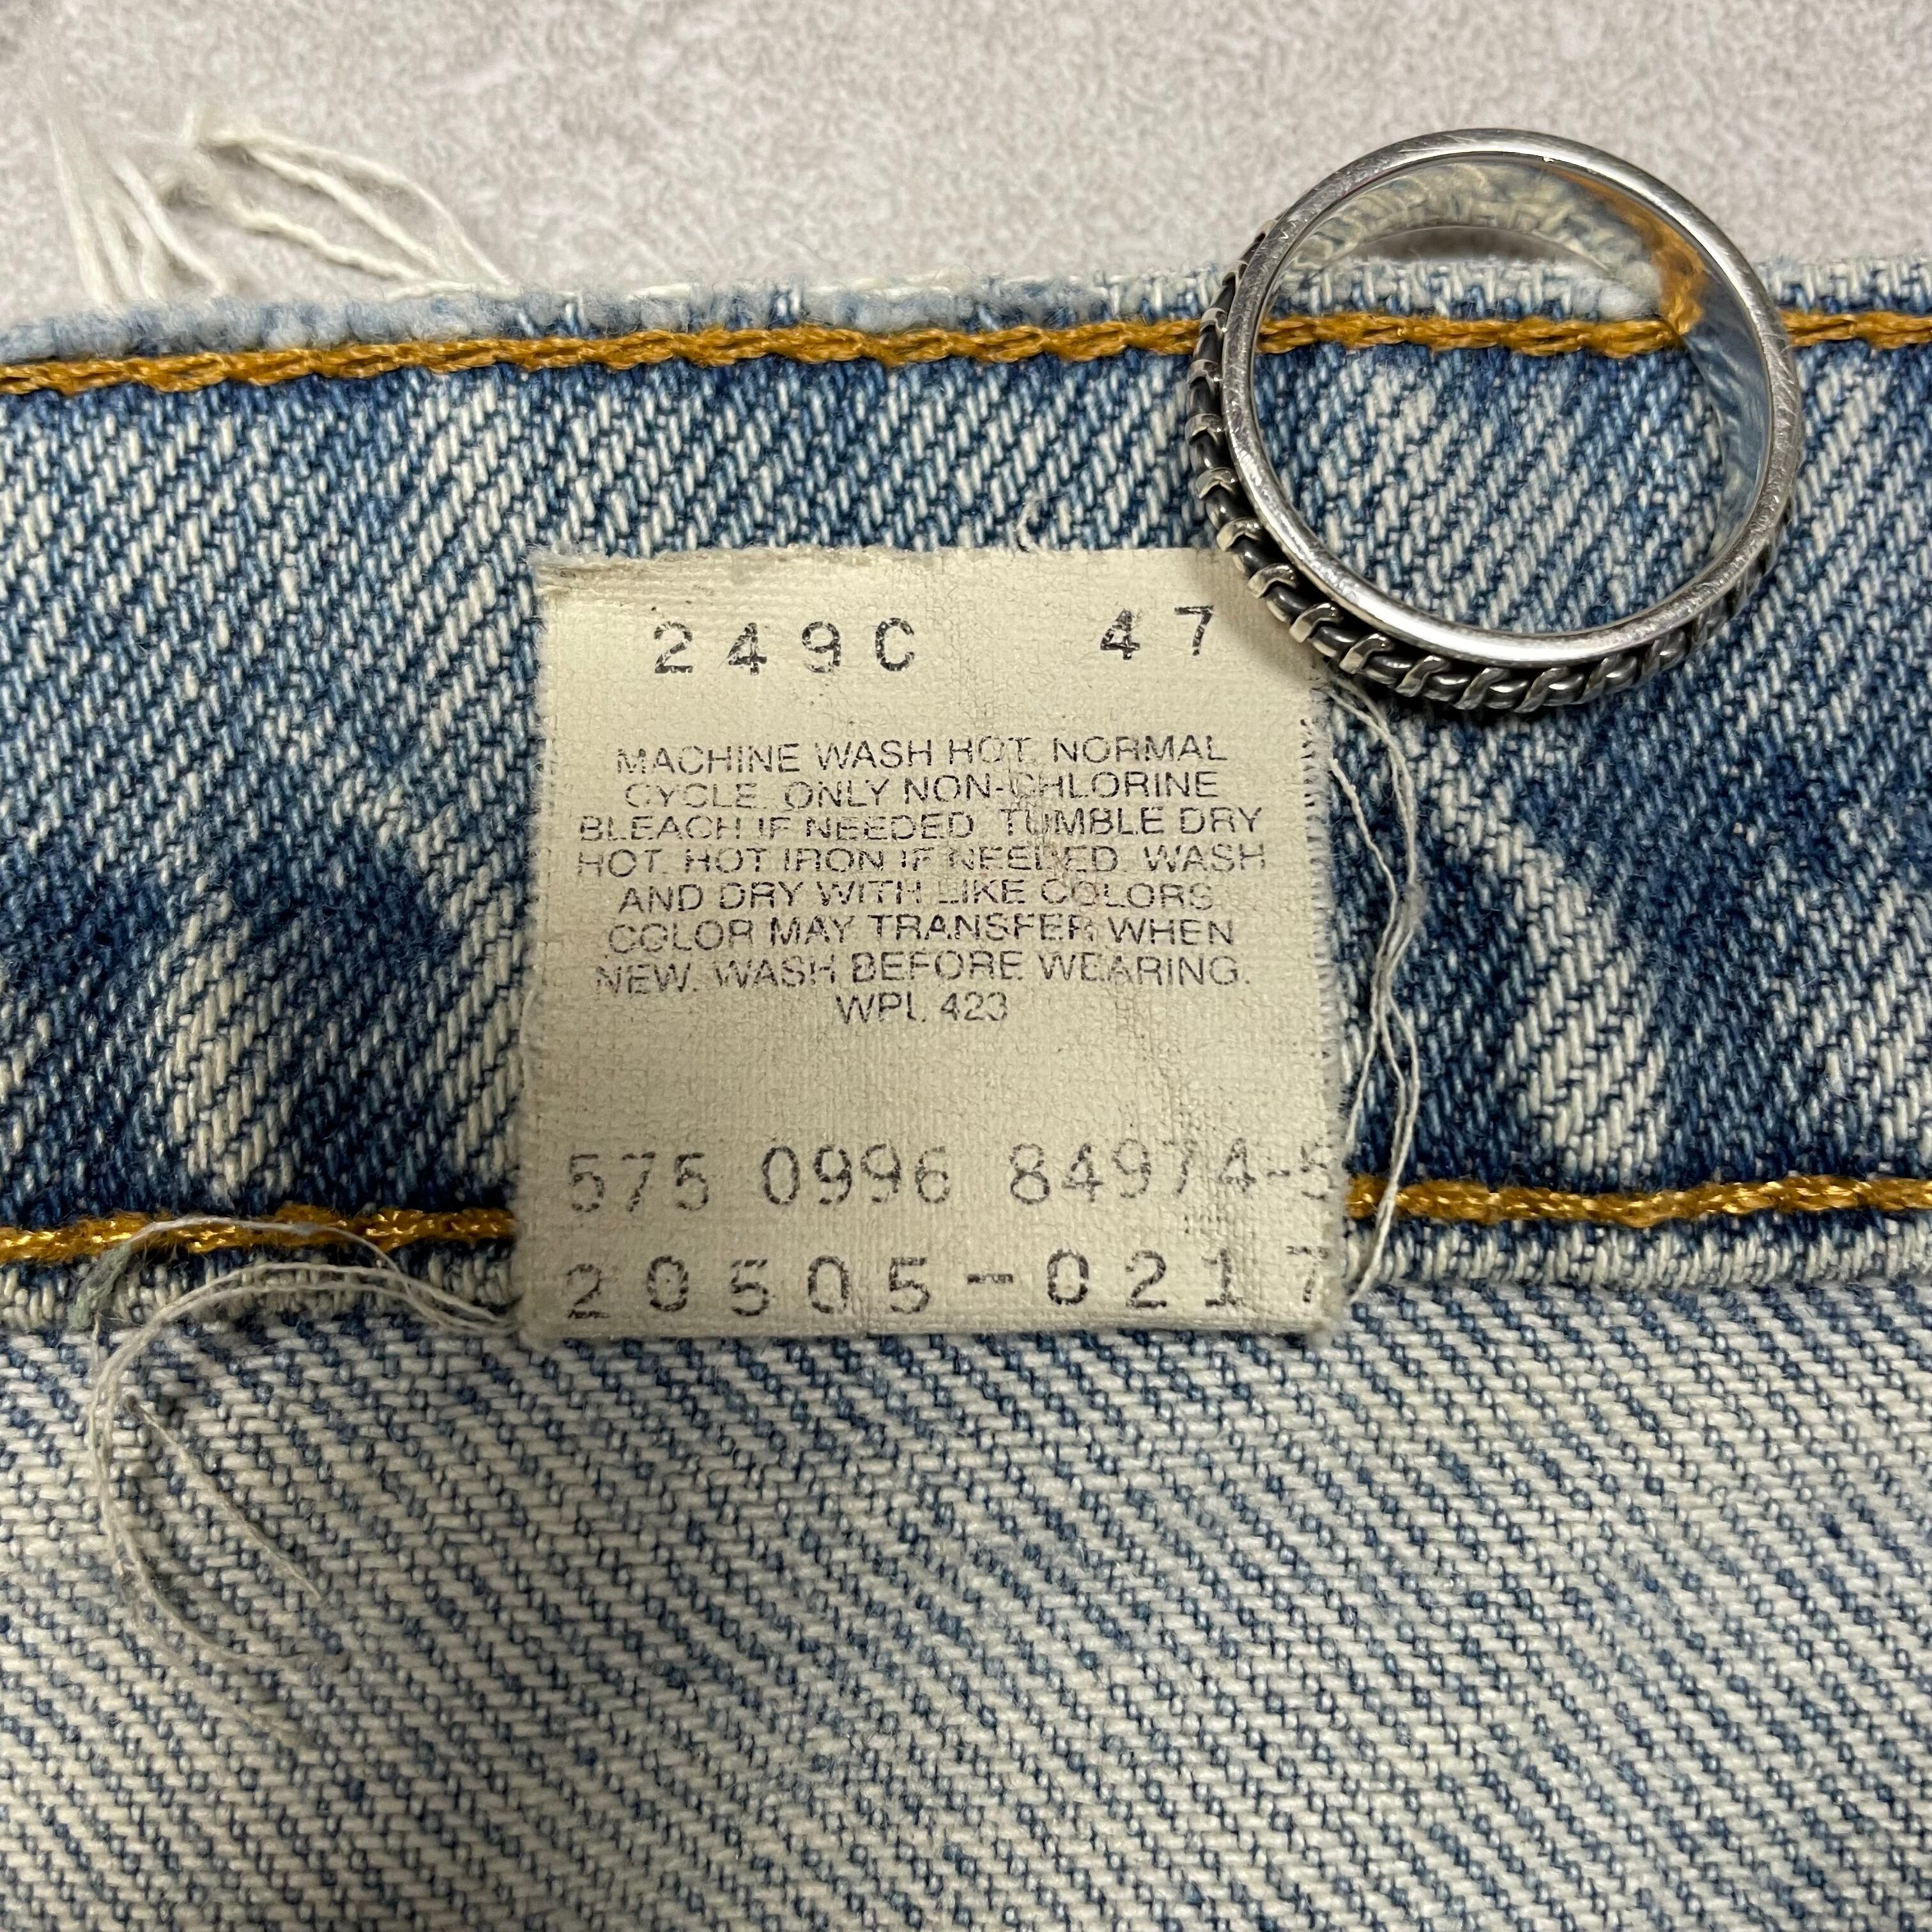 249C 47
MACHINE WASH HOT. NORMAL
CYCLE. ONLY NON-CHLORINE
BLEACH IF NEEDED. TUMBLE DRY
HOT. HOT IRON IF NEEDED. WASH
AND DRY WITH LIKE COLORS.
COLOR MAY TRANSFER WHEN
NEW. WASH BEFORE WEARING.
WPL 423
575 0996 84974-5
20505-0217